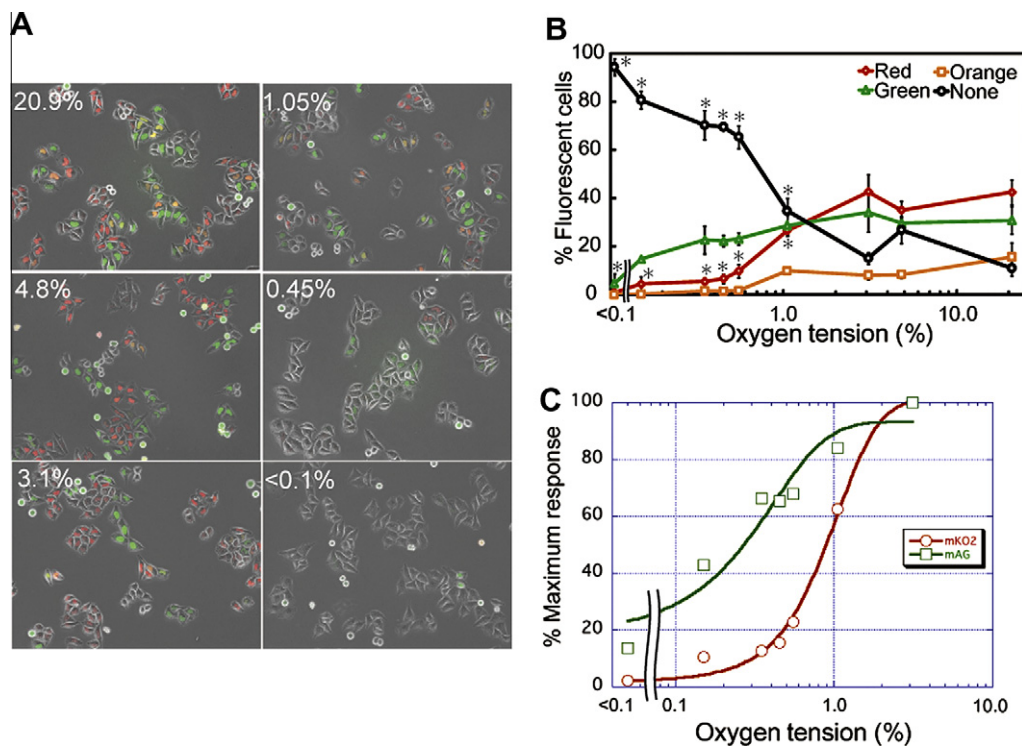 A
20.9%
1.05%
4.8%
0.45%
3.1%
<0.1%
B
100
80
60
40
20
0
% Fluorescent cells
Red
Orange
Green
None
* * * * * *
* * * * * *
<0.1
1.0
10.0
Oxygen tension (%)
C
100
80
60
40
20
0
% Maximum response
mKO2
mAG
<0.1
0.1
1.0
10.0
Oxygen tension (%)